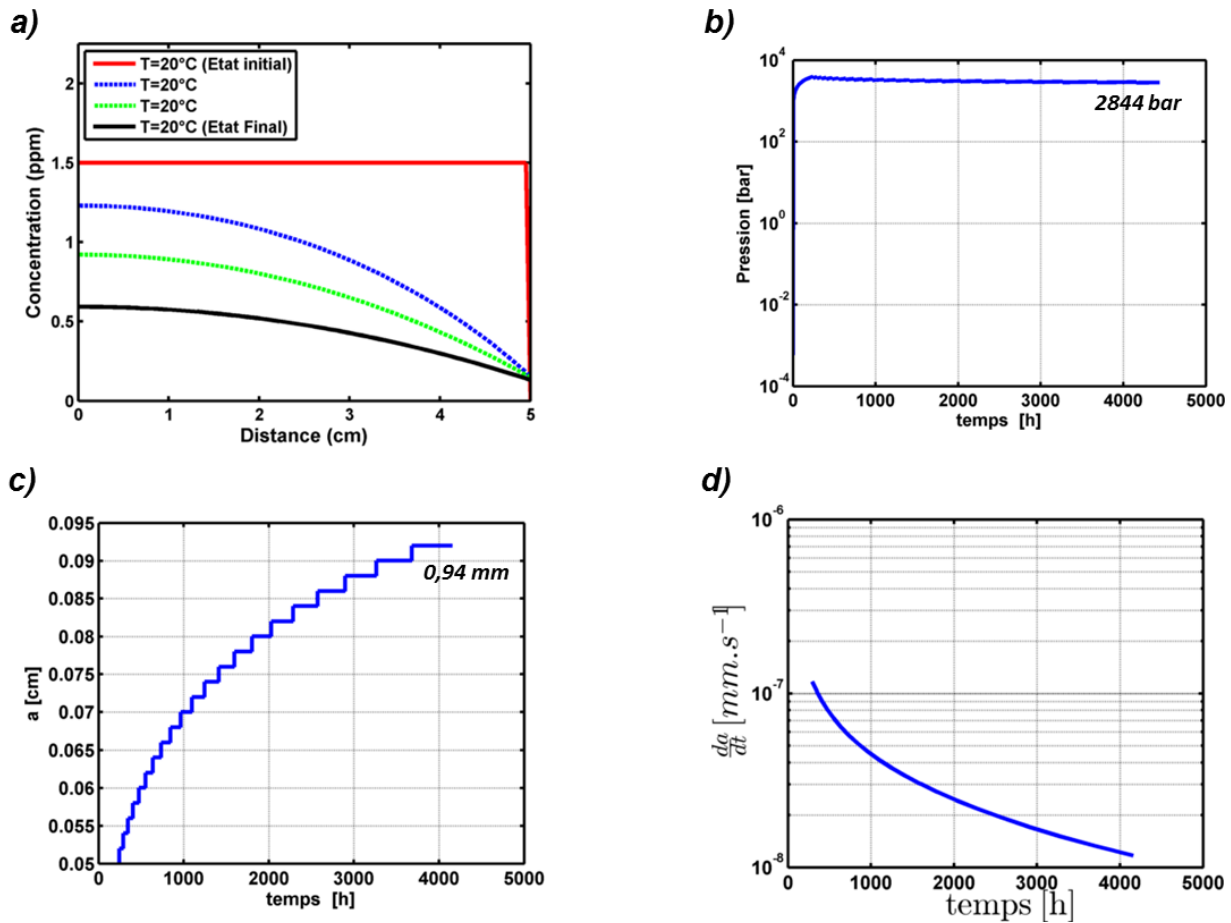 a)
T=20°C (Etat initial)
T=20°C
T=20°C
T=20°C (Etat Final)
2
1.5
1
0.5
0
Concentration (ppm)
0 1 2 3 4 5
Distance (cm)
b)
10^4
10^2
10^0
10^-2
10^-4
Pression [bar]
2844 bar
0 1000 2000 3000 4000 5000
temps [h]
c)
0.095
0.09
0.085
0.08
0.075
0.07
0.065
0.06
0.055
0.05
a [cm]
0,94 mm
0 1000 2000 3000 4000 5000
temps [h]
d)
10^-6
10^-7
10^-8
da/dt [mm.s^-1]
0 1000 2000 3000 4000 5000
temps [h]